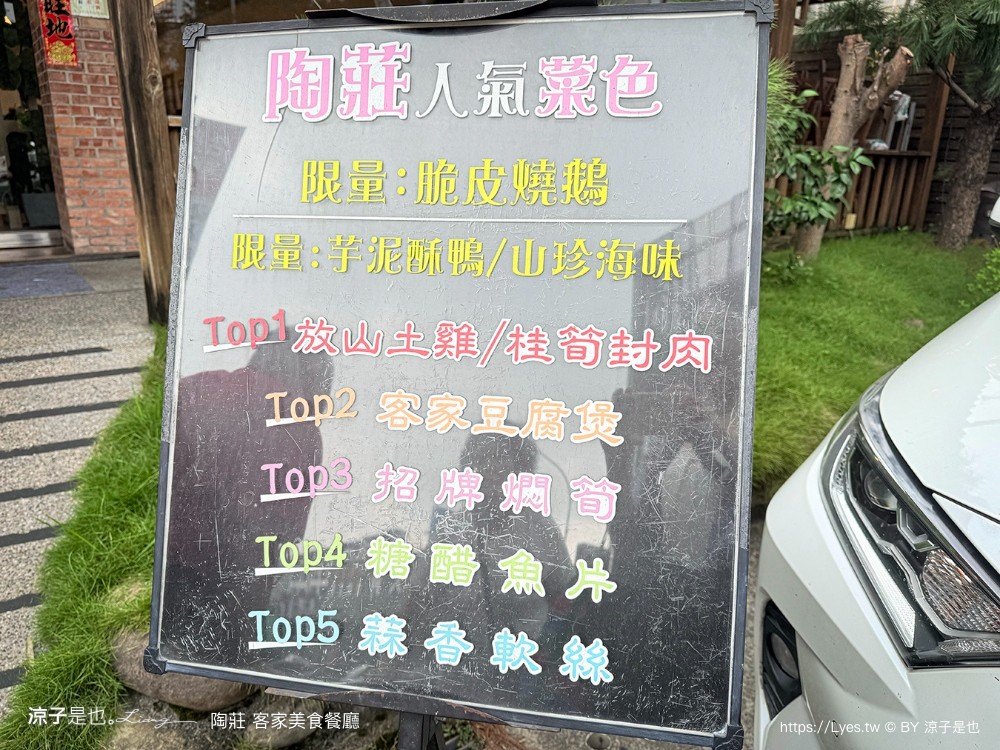 旺地
陶莊人氣菜色
限量:脆皮燒鵝
限量:芋泥酥鴨/山珍海味
Top1 放山土雞/桂筍封肉
Top2 客家豆腐煲
Top3 招牌燜筍
Top4 糖醋魚片
Top5 蒜香軟絲
涼子是也。 Liang 陶莊 客家美食餐廳
https://Lyes.tw © BY 涼子是也